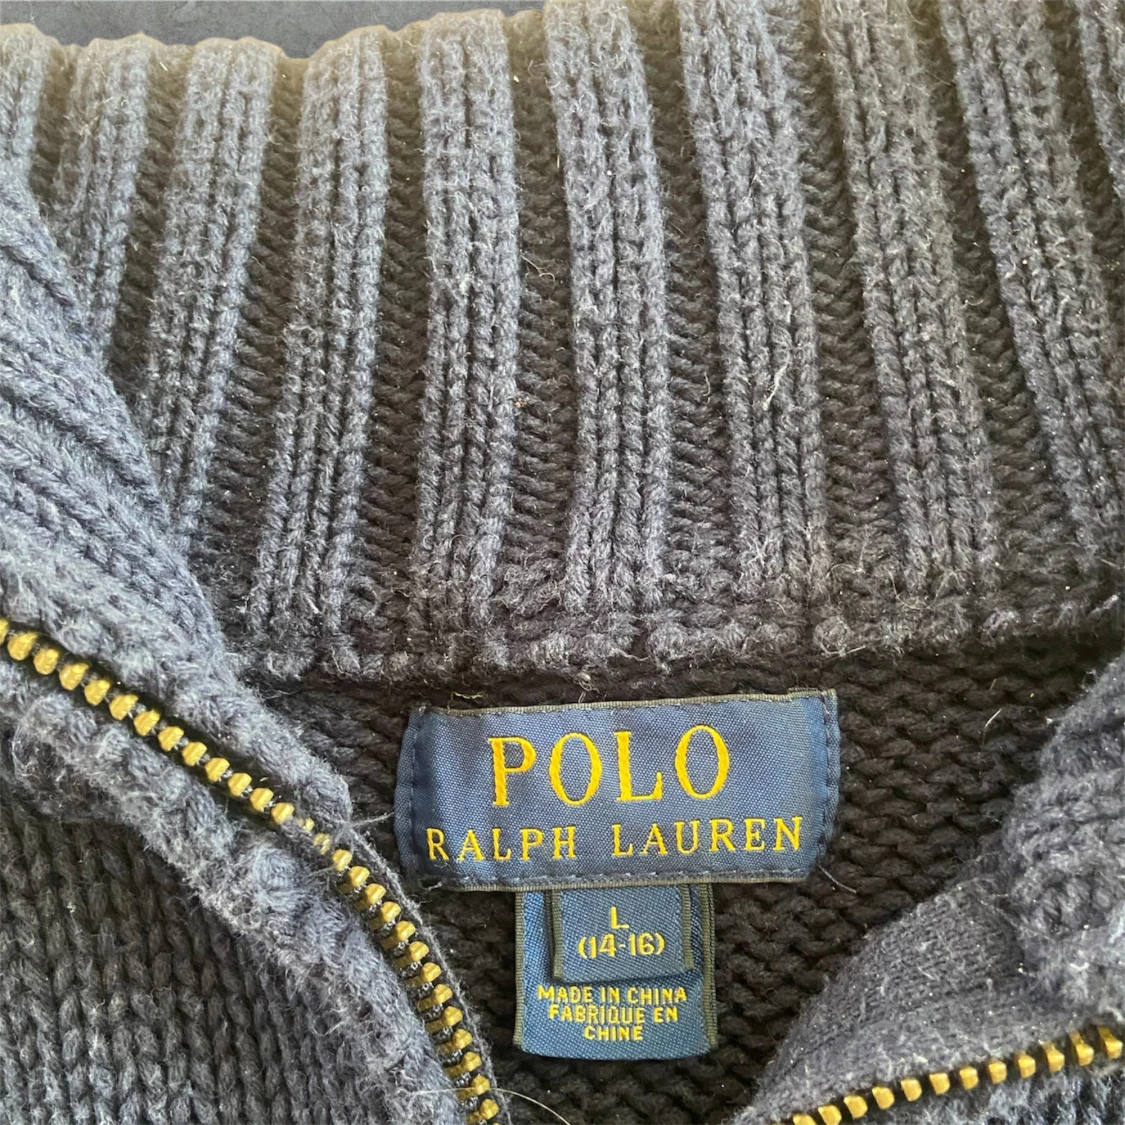 POLO
RALPH LAUREN
L
(14-16)
MADE IN CHINA
FABRIQUE EN
CHINE